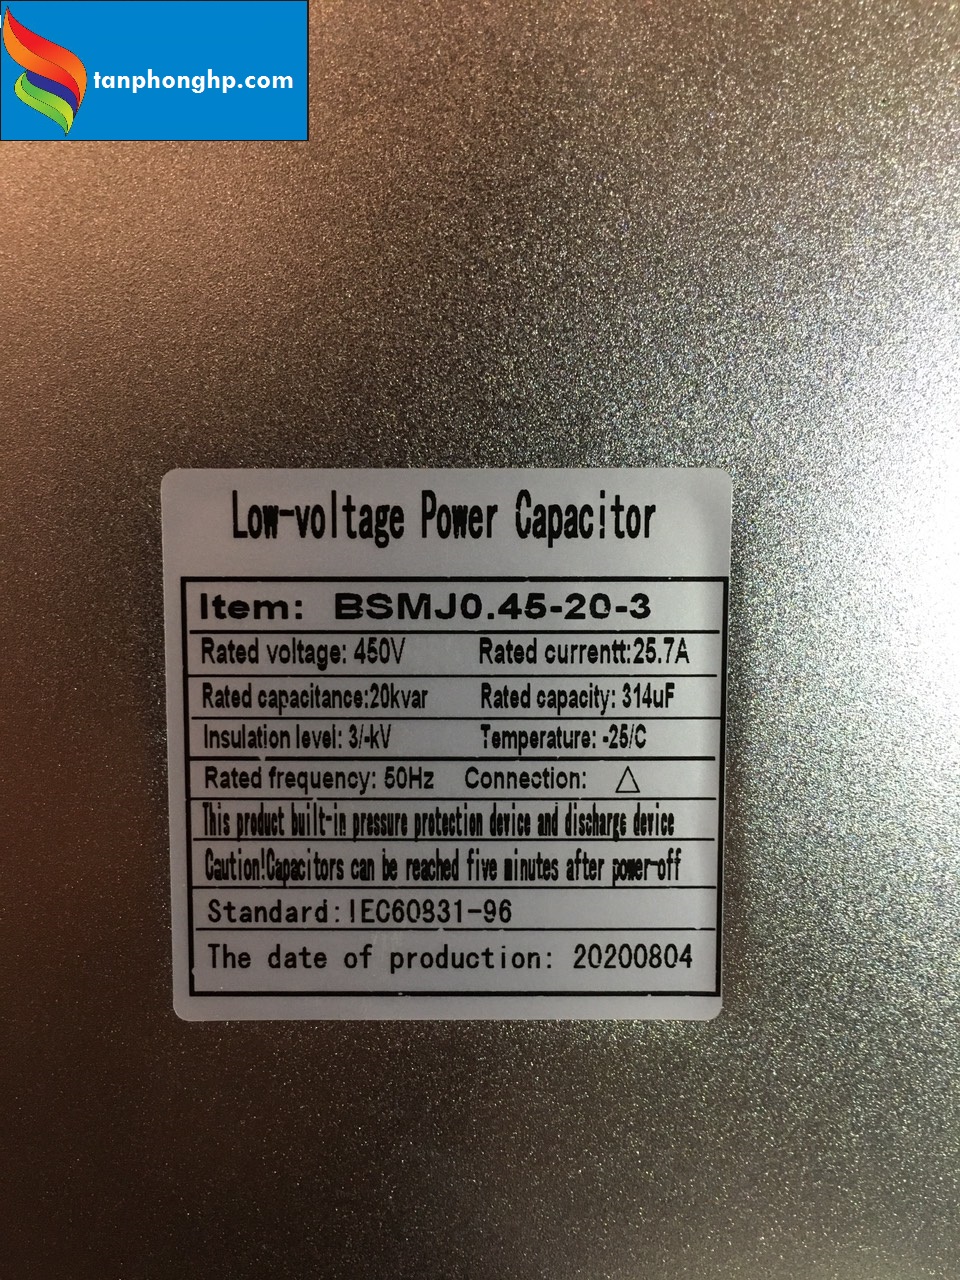 tanphonghp.com
Low-voltage Power Capacitor
Item: BSMJ0.45-20-3
Rated voltage: 450V Rated currentt:25.7A
Rated capacitance:20kvar Rated capacity: 314uF
Insulation level: 3/-kV Temperature: -25/C
Rated frequency: 50Hz Connection: △
This product built-in pressure protection device and discharge device
Caution!Capacitors can be reached five minutes after power-off
Standard:IEC60831-96
The date of production: 20200804